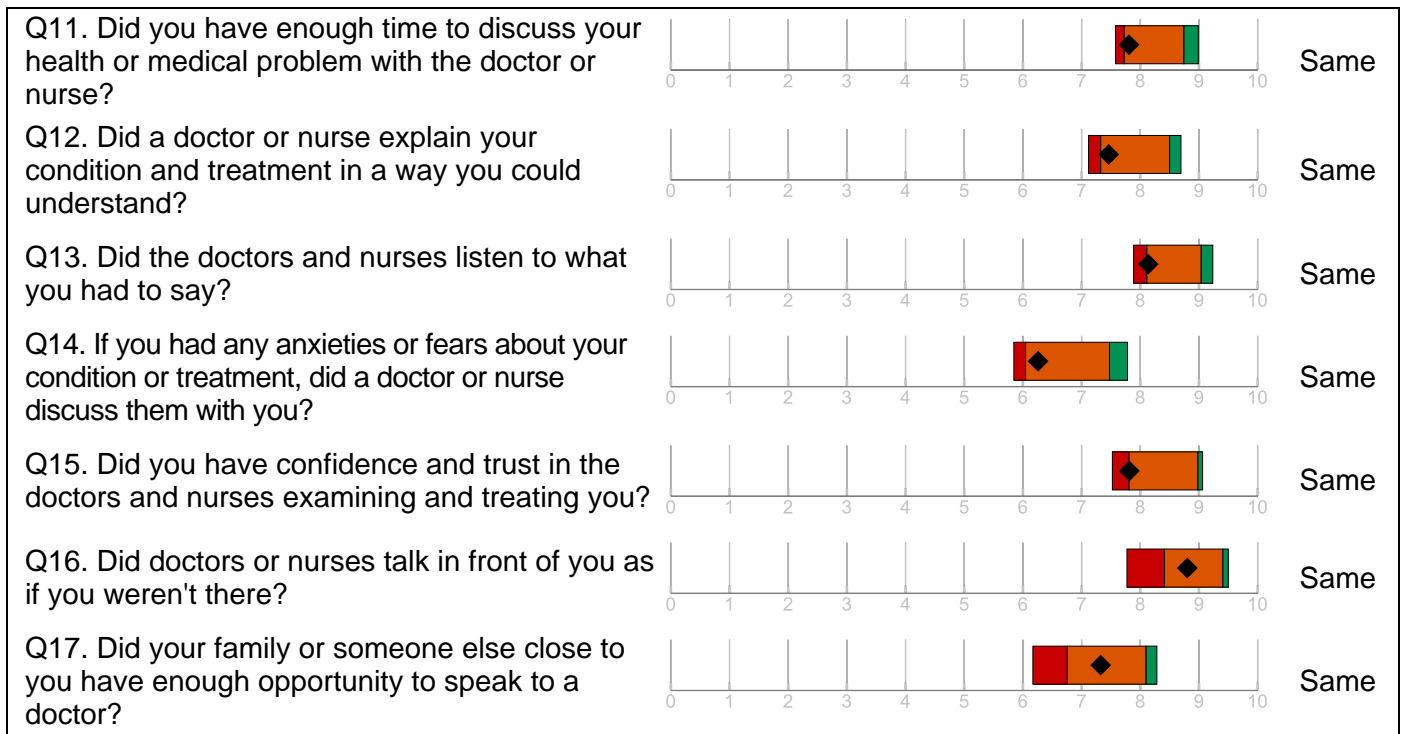 Q11. Did you have enough time to discuss your
health or medical problem with the doctor or
nurse?
0 1 2 3 4 5 6 7 8 9 10
Same
Q12. Did a doctor or nurse explain your
condition and treatment in a way you could
understand?
0 1 2 3 4 5 6 7 8 9 10
Same
Q13. Did the doctors and nurses listen to what
you had to say?
0 1 2 3 4 5 6 7 8 9 10
Same
Q14. If you had any anxieties or fears about your
condition or treatment, did a doctor or nurse
discuss them with you?
0 1 2 3 4 5 6 7 8 9 10
Same
Q15. Did you have confidence and trust in the
doctors and nurses examining and treating you?
0 1 2 3 4 5 6 7 8 9 10
Same
Q16. Did doctors or nurses talk in front of you as
if you weren't there?
0 1 2 3 4 5 6 7 8 9 10
Same
Q17. Did your family or someone else close to
you have enough opportunity to speak to a
doctor?
0 1 2 3 4 5 6 7 8 9 10
Same